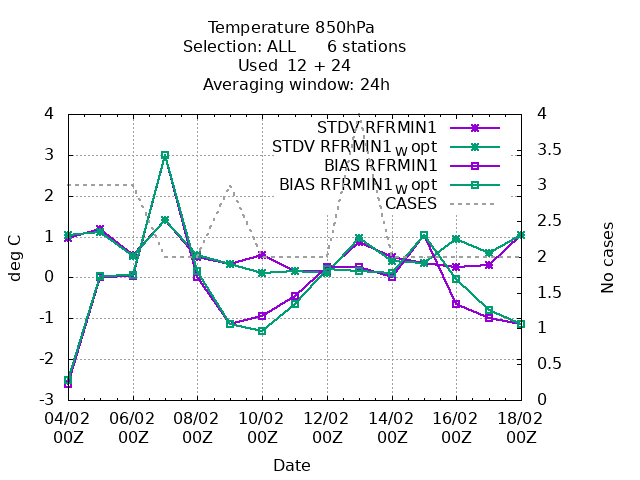 Temperature 850hPa
Selection: ALL 6 stations
Used 12 + 24
Averaging window: 24h
STDV RFRMIN1
STDV RFRMIN1_W opt
BIAS RFRMIN1
BIAS RFRMIN1_W opt
CASES
4
3
2
1
0
-1
-2
-3
deg C
4
3.5
3
2.5
2
1.5
1
0.5
0
No cases
04/02 06/02 08/02 10/02 12/02 14/02 16/02 18/02
00Z 00Z 00Z 00Z 00Z 00Z 00Z 00Z
Date